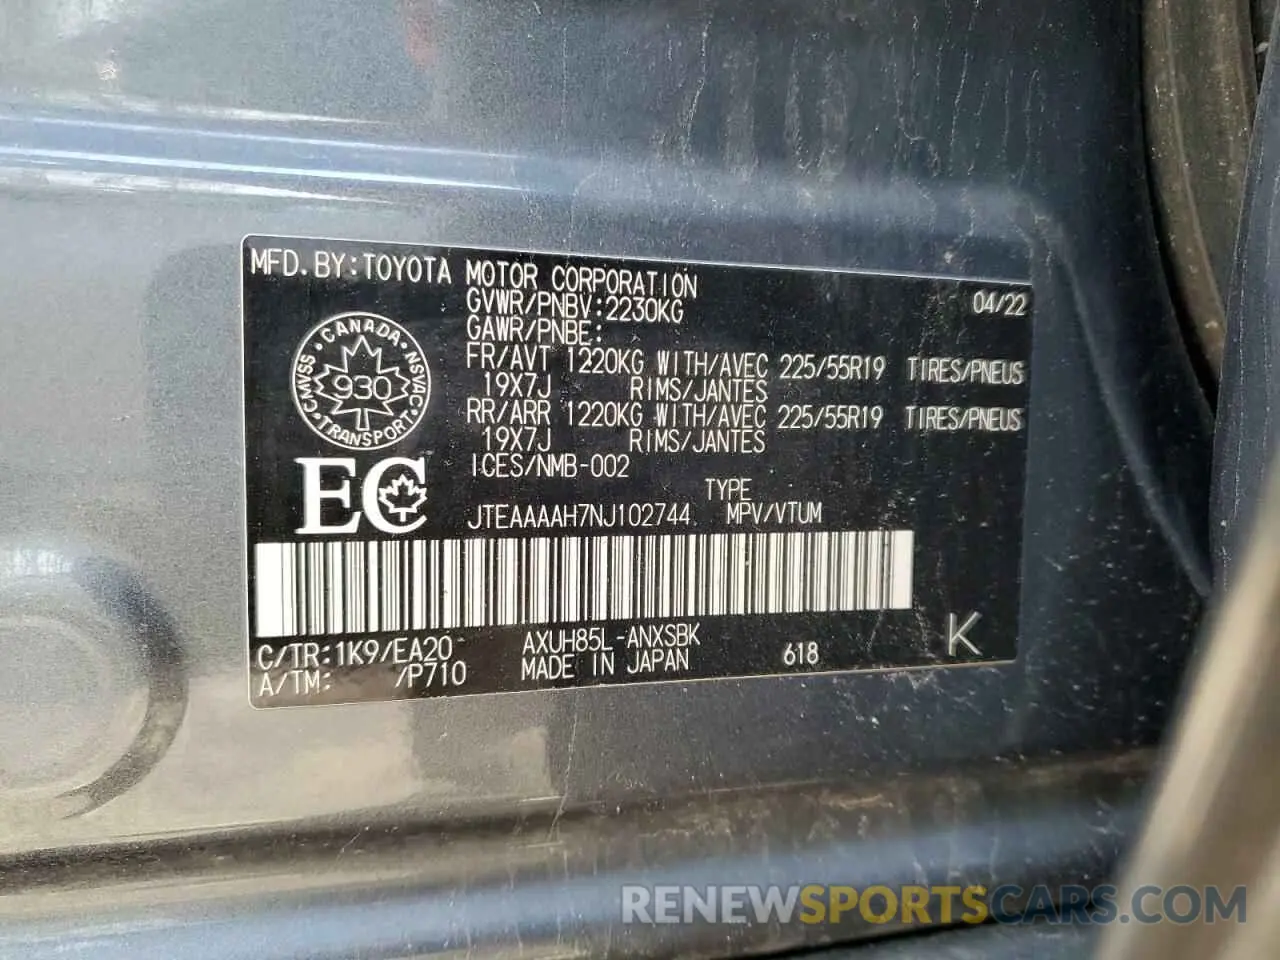 MFD.BY:TOYOTA MOTOR CORPORATION
04/22
GVWR/PNBV:2230KG
GAWR/PNBE:
FR/AVT 1220KG WITH/AVEC 225/55R19 TIRES/PNEUS
19X7J RIMS/JANTES
RR/ARR 1220KG WITH/AVEC 225/55R19 TIRES/PNEUS
19X7J RIMS/JANTES
ICES/NMB-002
CANADA
CMVSS
NSVAC
930
TRANSPORT
EC
TYPE
JTEAAAAH7NJ102744 MPV/VTUM
C/TR:1K9/EA20 AXUH85L-ANXSBK
A/TM: /P710 MADE IN JAPAN 618 K
RENEWSPORTSCARS.COM